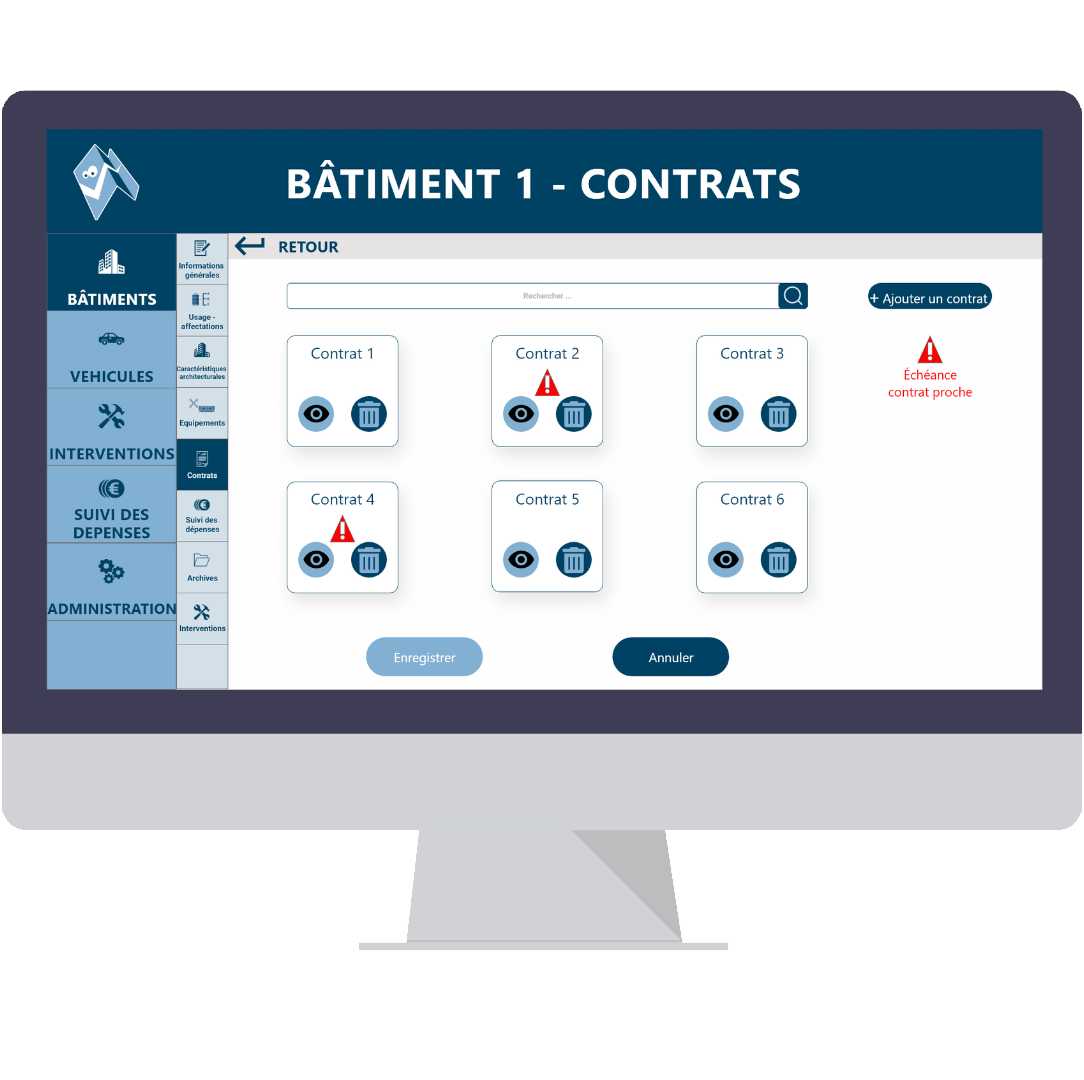 BÂTIMENT 1 - CONTRATS
BÂTIMENTS
VEHICULES
INTERVENTIONS
SUIVI DES
DEPENSES
ADMINISTRATION
Informations
générales
Usage -
affectations
Caractéristiques
architecturales
Equipements
Contrats
Suivi des
dépenses
Archives
Interventions
RETOUR
Rechercher ...
+ Ajouter un contrat
Échéance
contrat proche
Contrat 1
Contrat 2
Contrat 3
Contrat 4
Contrat 5
Contrat 6
Enregistrer
Annuler